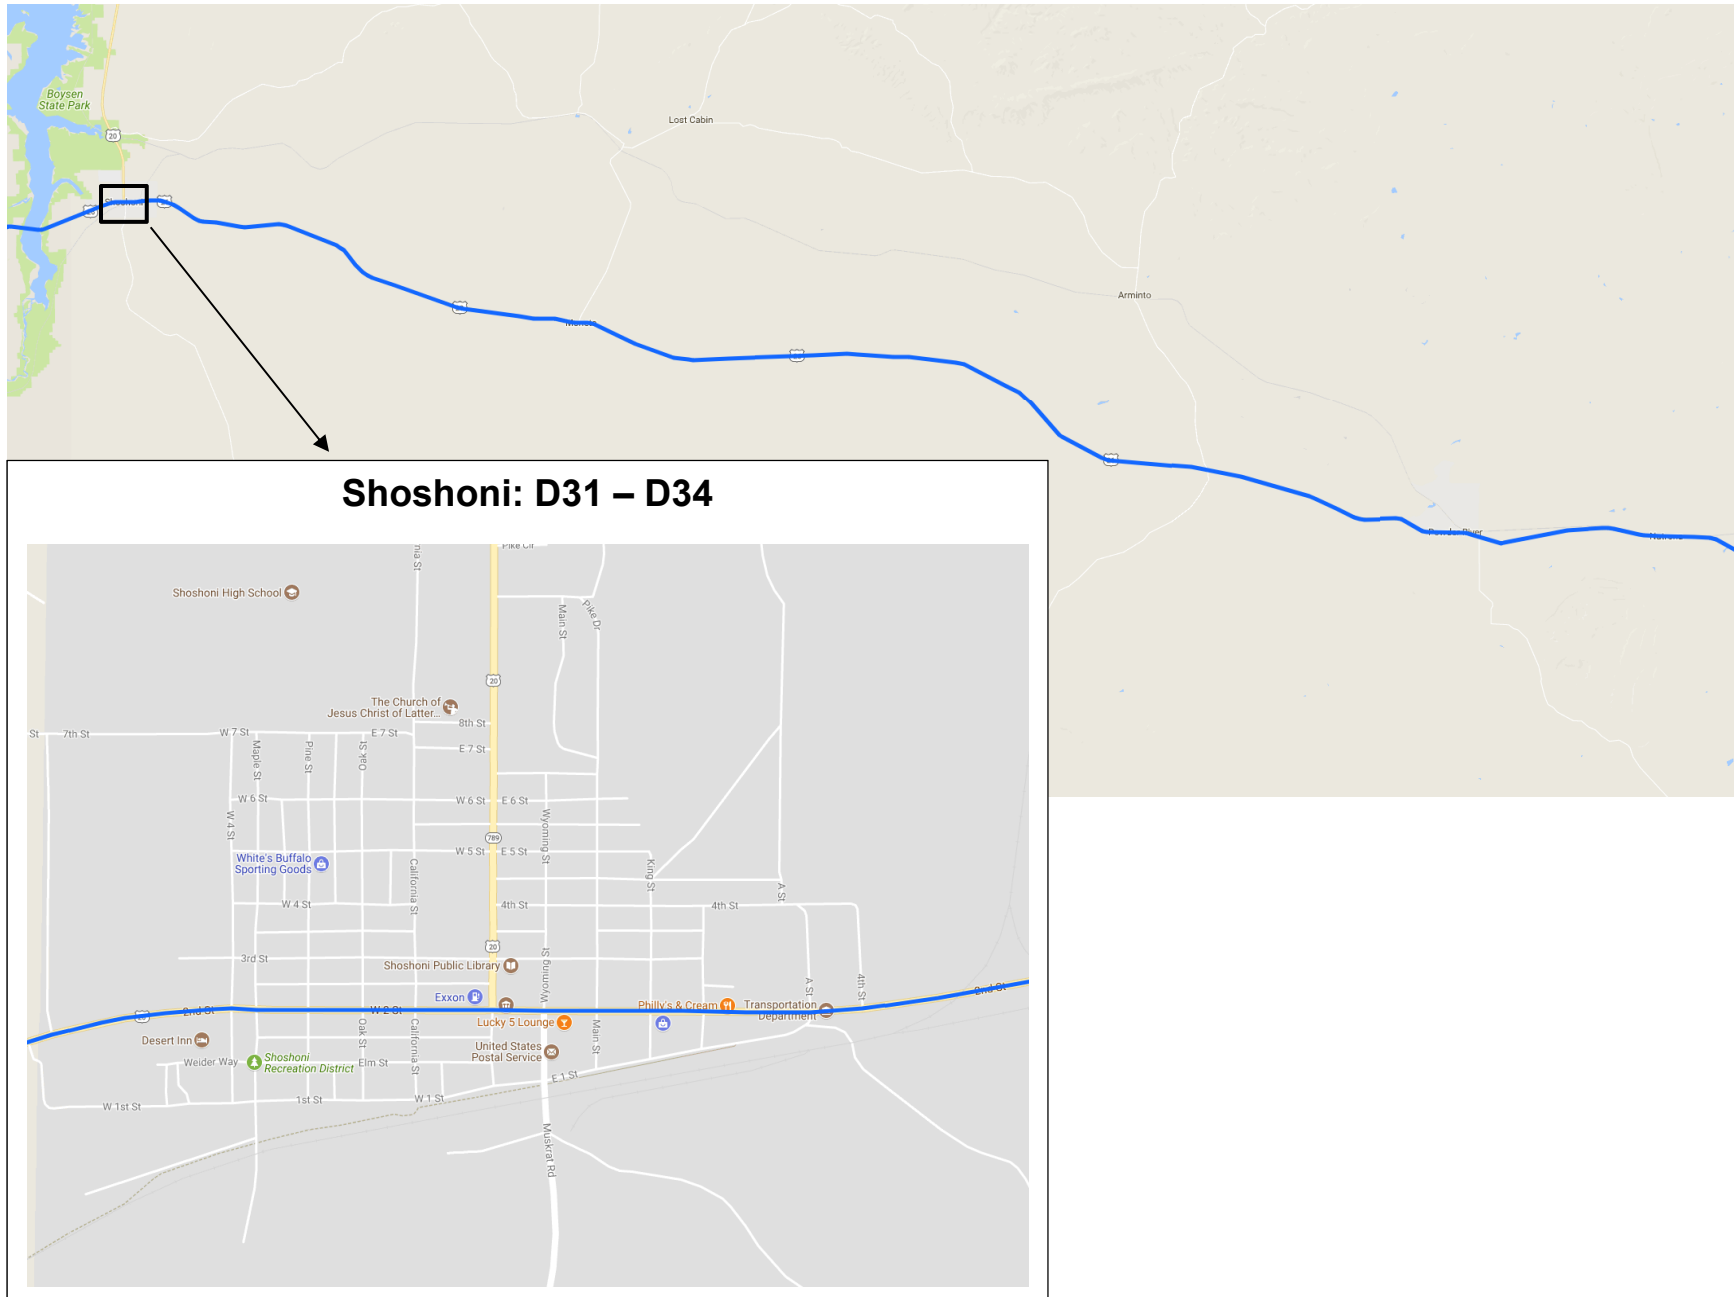 Boysen
State Park
20
Lost Cabin
Shoshoni
Arminto
Moneta
Powder River
Natrona
Shoshoni: D31 – D34
Pike Cir
nia St
Shoshoni High School
Main St
Pike Dr
20
The Church of
Jesus Christ of Latter...
8th St
St
7th St
W 7 St
E 7 St
E 7 St
Maple St
Pine St
Oak St
W 6 St
W 6 St
E 6 St
W 4 St
Wyoming St
789
White's Buffalo
Sporting Goods
W 5 St
E 5 St
California St
King St
A St
W 4 St
4th St
4th St
20
3rd St
Shoshoni Public Library
Wyoming St
A St
4th St
Exxon
2nd St
W 2 St
Philly's & Cream
Transportation
Department
2nd St
Lucky 5 Lounge
Desert Inn
Oak St
California St
Main St
United States
Postal Service
Weider Way
Shoshoni
Recreation District
Elm St
E 1 St
W 1st St
1st St
W 1 St
Muskrat Rd